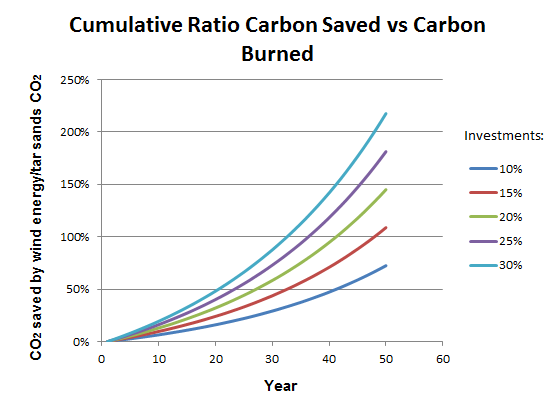 Cumulative Ratio Carbon Saved vs Carbon
Burned
CO2 saved by wind energy/tar sands CO2
250%
200%
150%
100%
50%
0%
0 10 20 30 40 50 60
Year
Investments:
10%
15%
20%
25%
30%